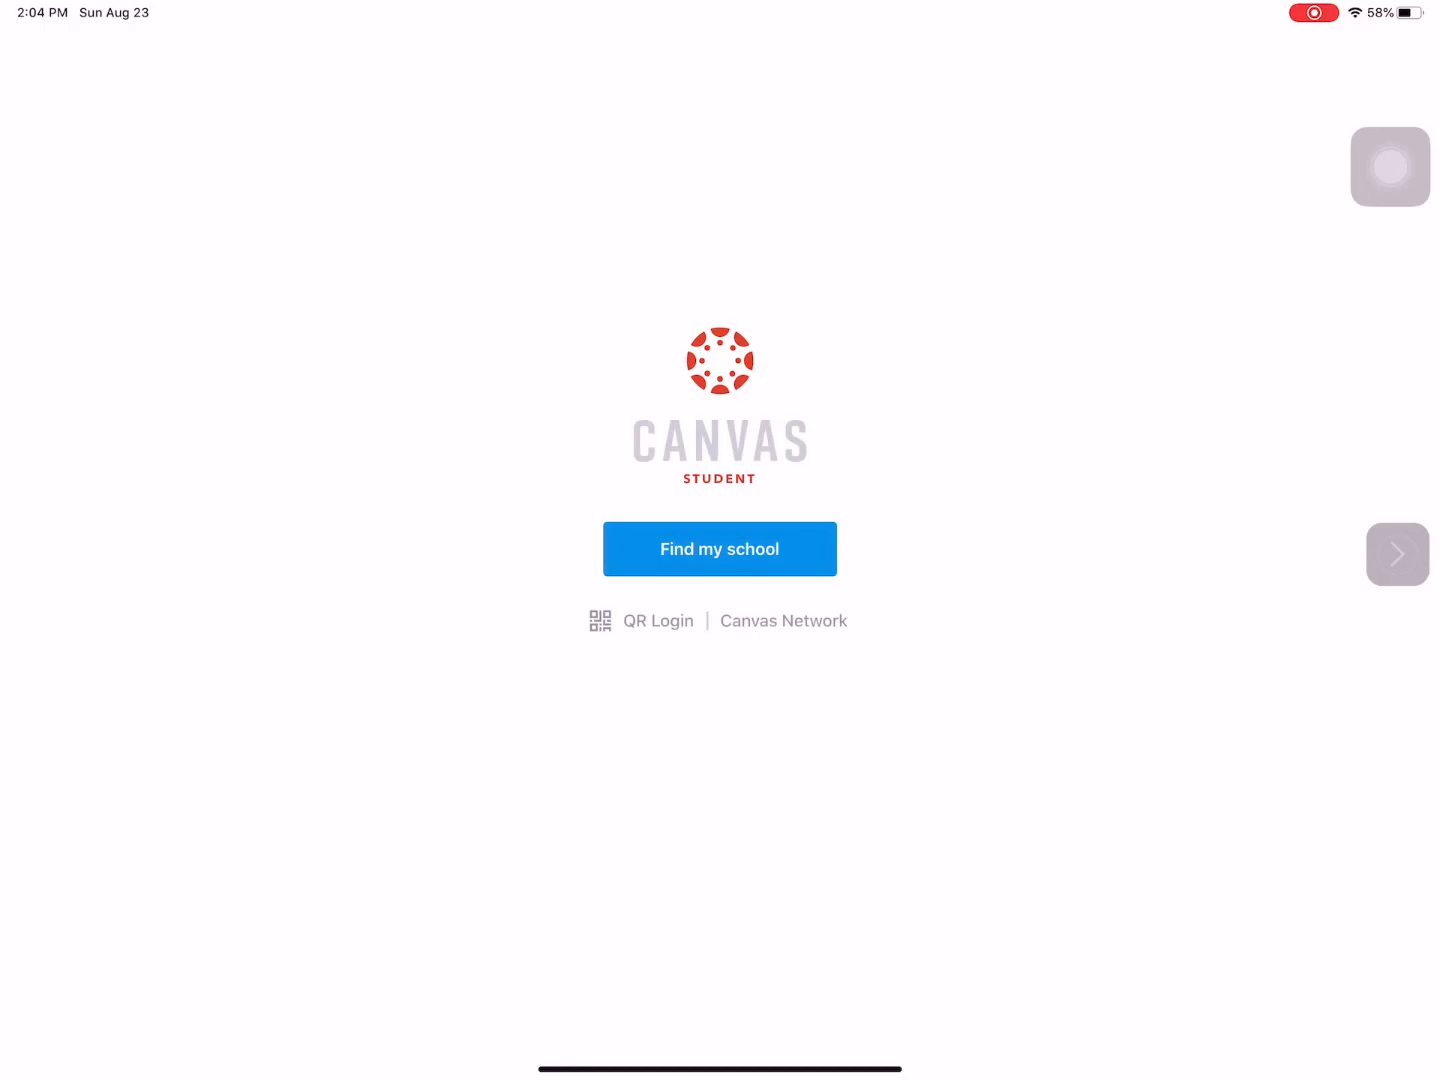 2:04 PM Sun Aug 23
58%
CANVAS
STUDENT
Find my school
QR Login | Canvas Network